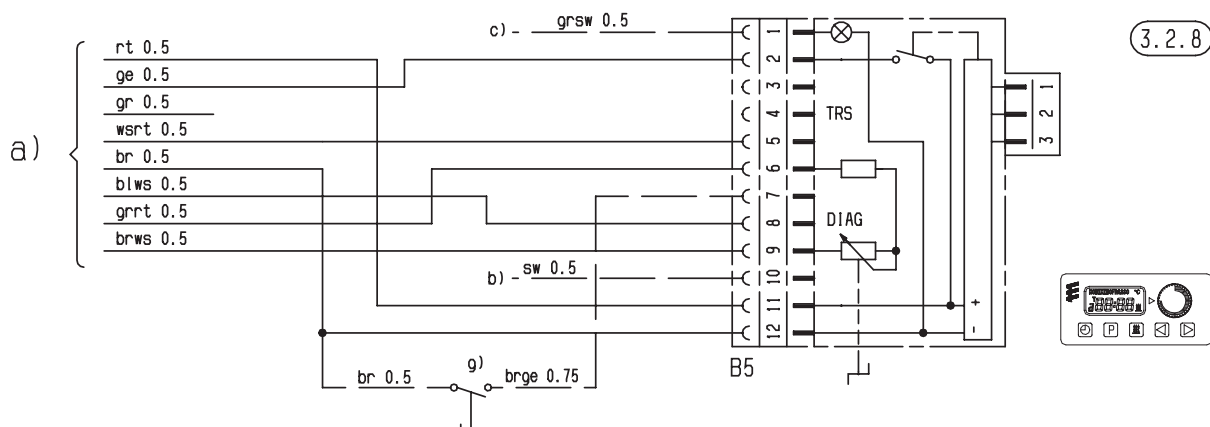 c) grsw 0.5
3.2.8
a)
rt 0.5
ge 0.5
gr 0.5
wsrt 0.5
br 0.5
blws 0.5
grrt 0.5
brws 0.5
b) sw 0.5
1
2
3
4
5
6
7
8
9
10
11
12
B5
TRS
DIAG
+
-
1
2
3
g)
br 0.5
brge 0.75
°C
88:88
P